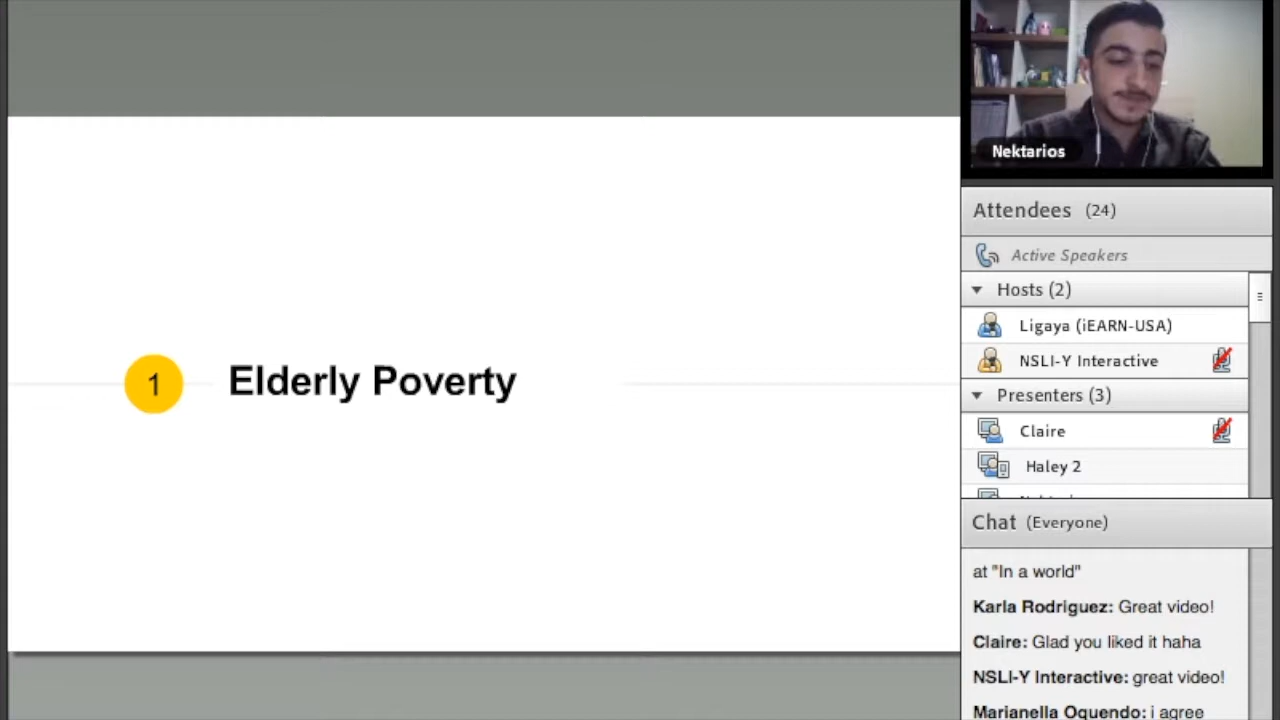 1 Elderly Poverty
Nektarios
Attendees (24)
Active Speakers
Hosts (2)
Ligaya (iEARN-USA)
NSLI-Y Interactive
Presenters (3)
Claire
Haley 2
Chat (Everyone)
at "In a world"
Karla Rodriguez: Great video!
Claire: Glad you liked it haha
NSLI-Y Interactive: great video!
Marianella Oquendo: i agree